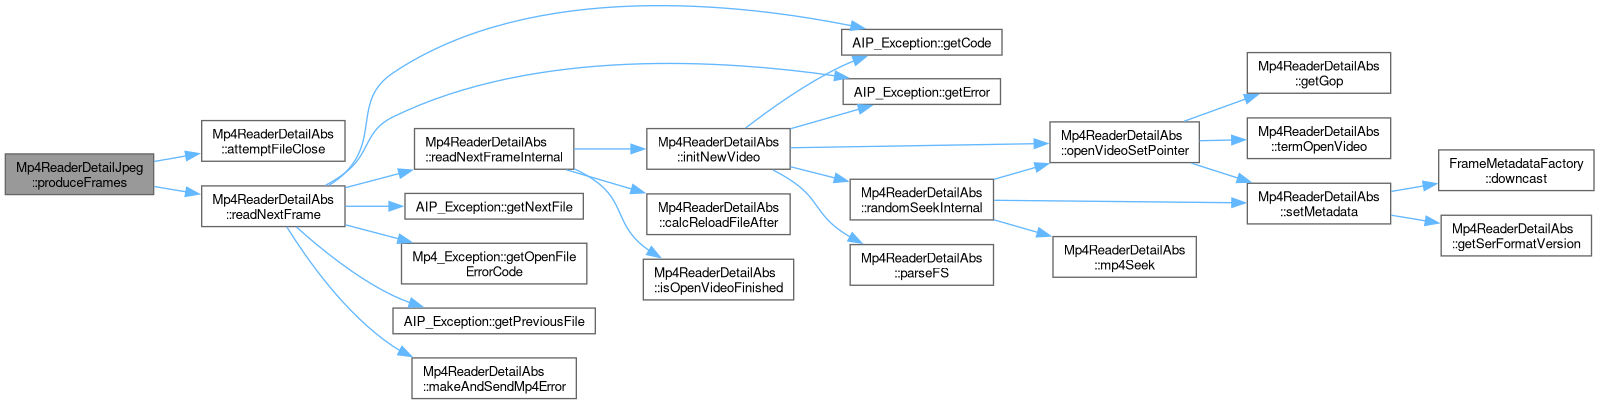 Mp4ReaderDetailJpeg
::produceFrames
Mp4ReaderDetailAbs
::attemptFileClose
Mp4ReaderDetailAbs
::readNextFrame
AIP_Exception::getCode
AIP_Exception::getError
Mp4ReaderDetailAbs
::readNextFrameInternal
AIP_Exception::getNextFile
Mp4_Exception::getOpenFile
ErrorCode
AIP_Exception::getPreviousFile
Mp4ReaderDetailAbs
::makeAndSendMp4Error
Mp4ReaderDetailAbs
::initNewVideo
Mp4ReaderDetailAbs
::calcReloadFileAfter
Mp4ReaderDetailAbs
::isOpenVideoFinished
Mp4ReaderDetailAbs
::randomSeekInternal
Mp4ReaderDetailAbs
::parseFS
Mp4ReaderDetailAbs
::openVideoSetPointer
Mp4ReaderDetailAbs
::mp4Seek
Mp4ReaderDetailAbs
::getGop
Mp4ReaderDetailAbs
::termOpenVideo
Mp4ReaderDetailAbs
::setMetadata
FrameMetadataFactory
::downcast
Mp4ReaderDetailAbs
::getSerFormatVersion